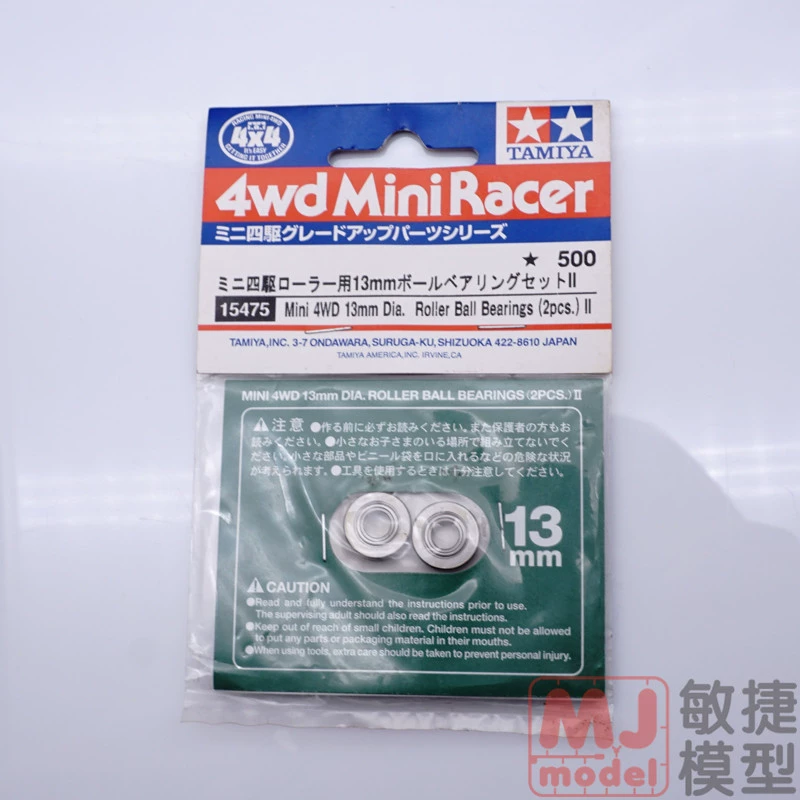 RACING MINI 4WD
4x4
It's EASY
GETTING IT TOGETHER
TAMIYA
4wd Mini Racer
ミニ四駆グレードアップパーツシリーズ
★ 500
ミニ四駆ローラー用13mmボールベアリングセットII
15475 Mini 4WD 13mm Dia. Roller Ball Bearings (2pcs.) II
TAMIYA,INC. 3-7 ONDAWARA, SURUGA-KU, SHIZUOKA 422-8610 JAPAN
TAMIYA AMERICA,INC. IRVINE,CA
MINI 4WD 13mm DIA. ROLLER BALL BEARINGS (2PCS.) II
注意 ●作る前に必ずお読みください。また保護者の方もお
読みください。●小さなお子さまのいる場所で組み立てないでく
ださい。小さな部品やビニール袋を口に入れるなどの危険な状況
が考えられます。●工具を使用するときは十分注意してください。
13
mm
CAUTION
●Read and fully understand the instructions prior to use.
The supervising adult should also read the instructions.
●Keep out of reach of small children. Children must not be allowed
to put any parts or packaging material in their mouths.
●When using tools, extra care should be taken to prevent personal injury.
MJ
model
敏捷
模型